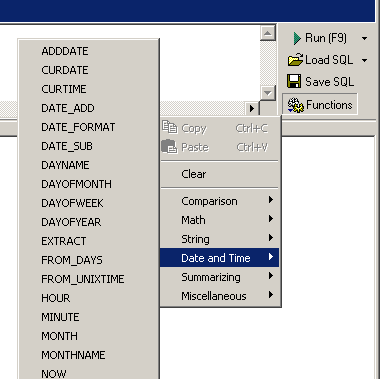 Run (F9)
Load SQL
Save SQL
Functions
ADDDATE
CURDATE
CURTIME
DATE_ADD
DATE_FORMAT
DATE_SUB
DAYNAME
DAYOFMONTH
DAYOFWEEK
DAYOFYEAR
EXTRACT
FROM_DAYS
FROM_UNIXTIME
HOUR
MINUTE
MONTH
MONTHNAME
NOW
Copy Ctrl+C
Paste Ctrl+V
Clear
Comparison
Math
String
Date and Time
Summarizing
Miscellaneous